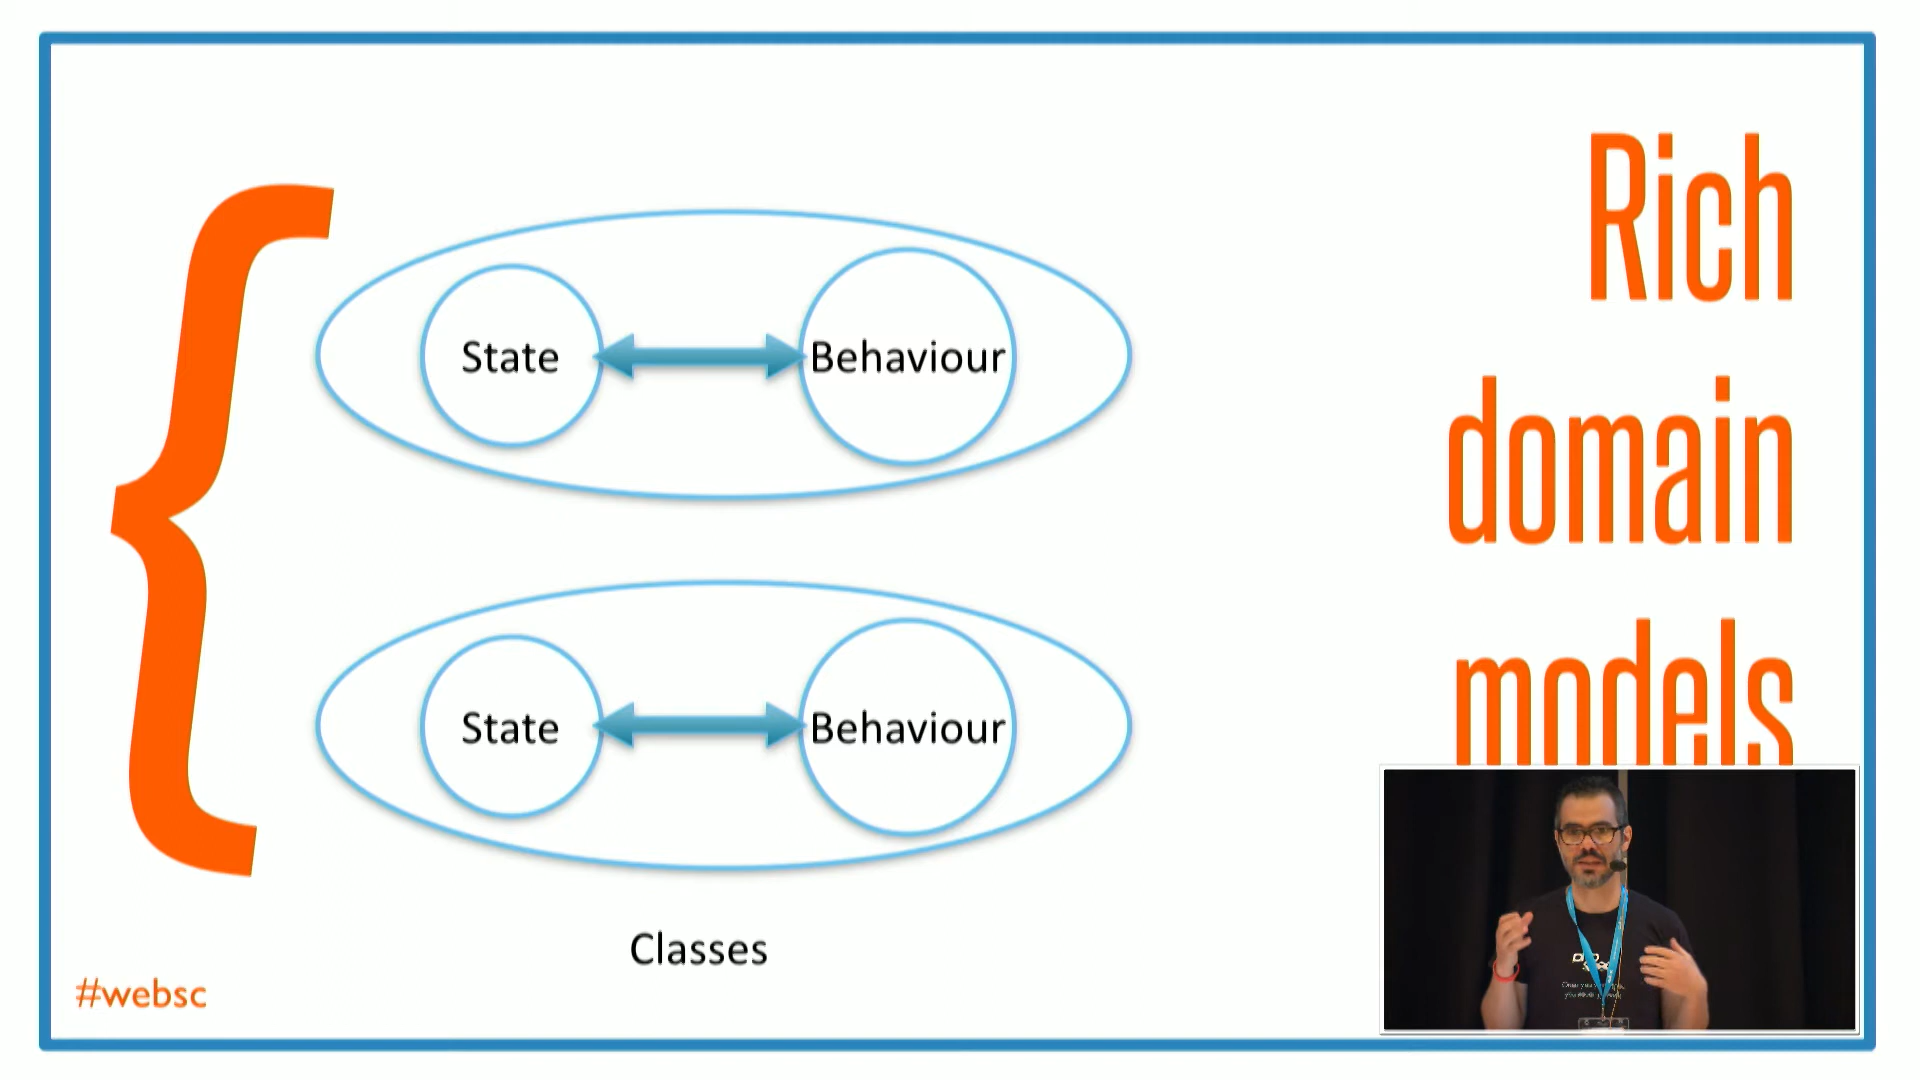 Rich
domain
models
State
Behaviour
State
Behaviour
Classes
#websc